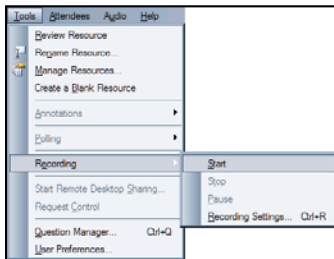 Tools Attendees Audio Help
Review Resource
Rename Resource...
Manage Resources...
Create a Blank Resource
Annotations
Polling
Recording
Start
Start Remote Desktop Sharing...
Stop
Request Control
Pause
Recording Settings... Ctrl+R
Question Manager... Ctrl+Q
User Preferences...